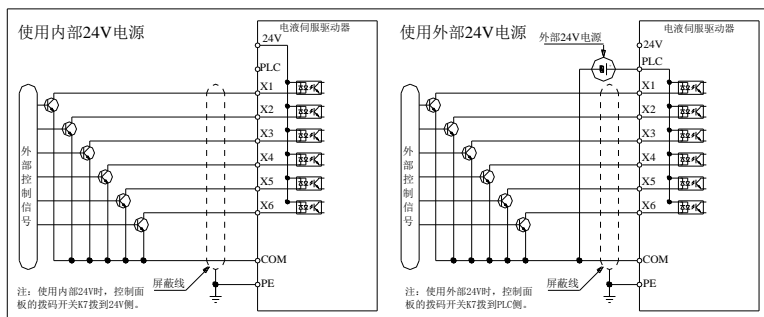 使用内部24V电源
电液伺服驱动器
24V
PLC
X1
X2
X3
X4
X5
X6
COM
PE
外部控制信号
屏蔽线
注：使用内部24V时，控制面
板的拨码开关K7拨到24V侧。
使用外部24V电源
外部24V电源
电液伺服驱动器
24V
PLC
X1
X2
X3
X4
X5
X6
COM
PE
外部控制信号
屏蔽线
注：使用外部24V时，控制面
板的拨码开关K7拨到PLC侧。